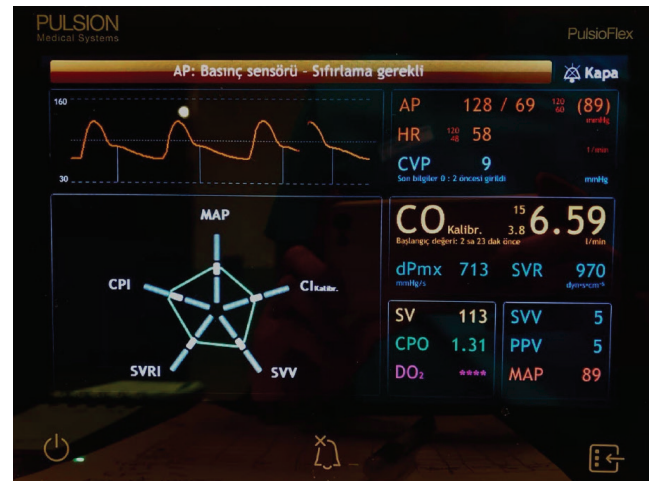 PULSION
Medical Systems
PulsioFlex
AP: Basınç sensörü - Sıfırlama gerekli
Kapa
160
30
AP 128 / 69 120 60 (89)
mmHg
HR 120 48 58
1/min
CVP 9
Son bilgiler 0 : 2 öncesi girildi mmHg
MAP
CPI
CI Kalibr.
SVRI
SVV
CO Kalibr. 15 3.8 6.59
Başlangıç değeri: 2 sa 23 dak önce l/min
dPmx 713 SVR 970
mmHg/s dyn·s·cm⁻⁵
SV 113
CPO 1.31
DO₂ ****
SVV 5
PPV 5
MAP 89